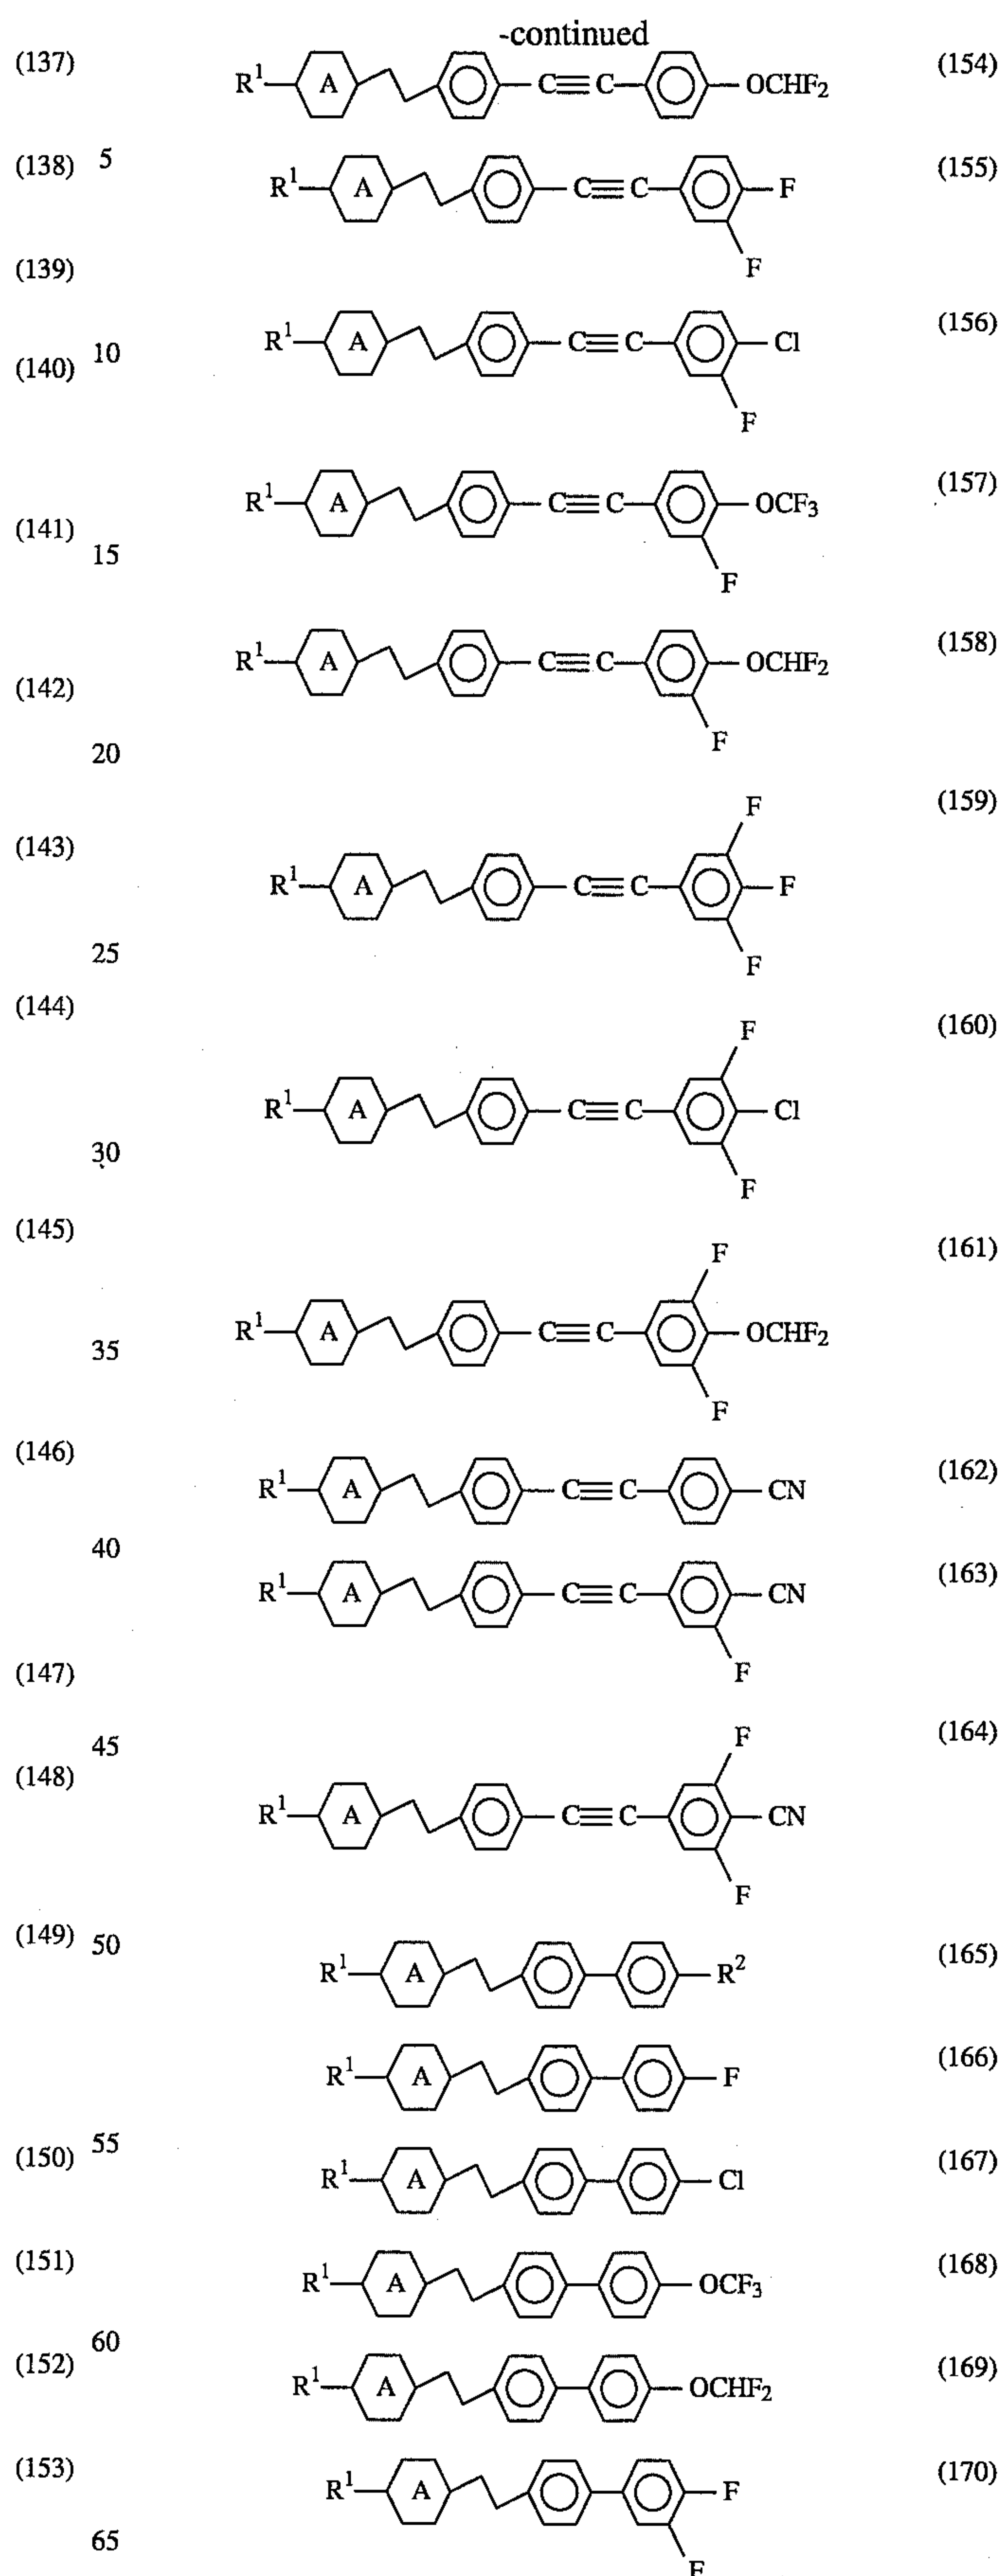 -continued
(137) R¹ A C≡C OCHF₂ (154)
(138) 5 R¹ A C≡C F (155)
(139) F
R¹ A C≡C Cl (156)
(140) 10
F
R¹ A C≡C OCF₃ (157)
(141) 15
F
R¹ A C≡C OCHF₂ (158)
(142)
F
20
F (159)
(143)
R¹ A C≡C F
25 F
(144)
F (160)
R¹ A C≡C Cl
30
F
(145)
F (161)
R¹ A C≡C OCHF₂
35
F
(146)
R¹ A C≡C CN (162)
40
R¹ A C≡C CN (163)
(147) F
45 F (164)
(148)
R¹ A C≡C CN
F
(149) 50
R¹ A R² (165)
R¹ A F (166)
55
(150) R¹ A Cl (167)
(151) R¹ A OCF₃ (168)
60
(152) R¹ A OCHF₂ (169)
(153) R¹ A F (170)
65
F